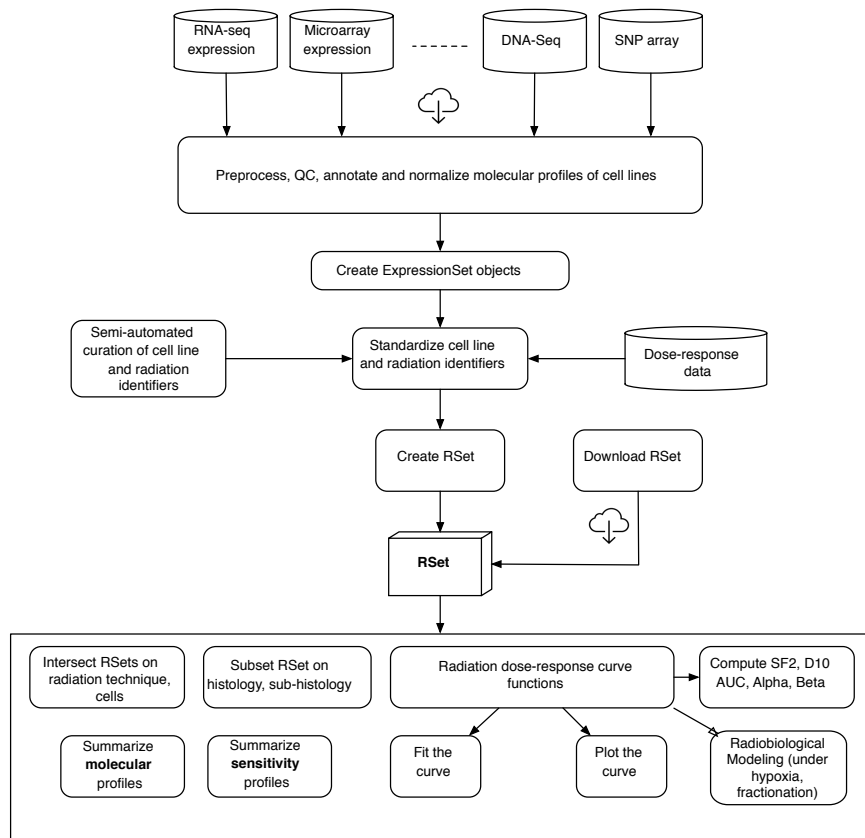 RNA-seq
expression
Microarray
expression
DNA-Seq
SNP array
Preprocess, QC, annotate and normalize molecular profiles of cell lines
Create ExpressionSet objects
Semi-automated
curation of cell line
and radiation
identifiers
Standardize cell line
and radiation identifiers
Dose-response
data
Create RSet
Download RSet
RSet
Intersect RSets on
radiation technique,
cells
Subset RSet on
histology, sub-histology
Radiation dose-response curve
functions
Compute SF2, D10
AUC, Alpha, Beta
Summarize
molecular
profiles
Summarize
sensitivity
profiles
Fit the
curve
Plot the
curve
Radiobiological
Modeling (under
hypoxia,
fractionation)